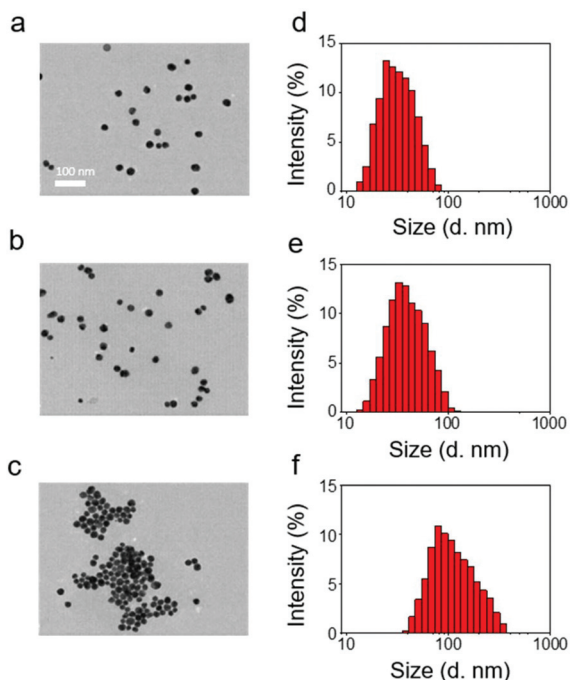 a
100 nm
d
15
10
5
0
Intensity (%)
10 100 1000
Size (d. nm)
b
e
15
10
5
0
Intensity (%)
10 100 1000
Size (d. nm)
c
f
15
10
5
0
Intensity (%)
10 100 1000
Size (d. nm)